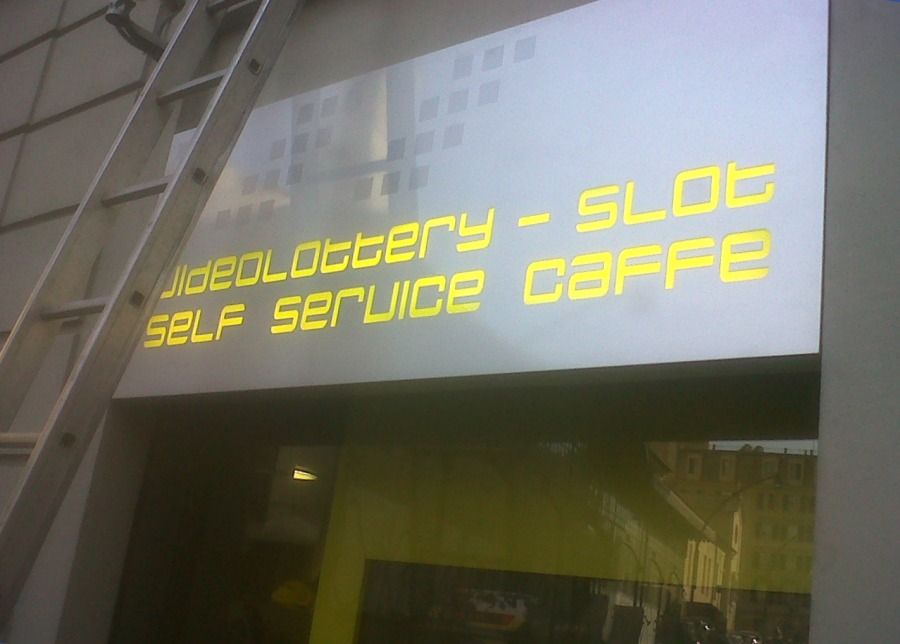 VIDEOLOTTERY - SLOT
SELF SERVICE CAFFE